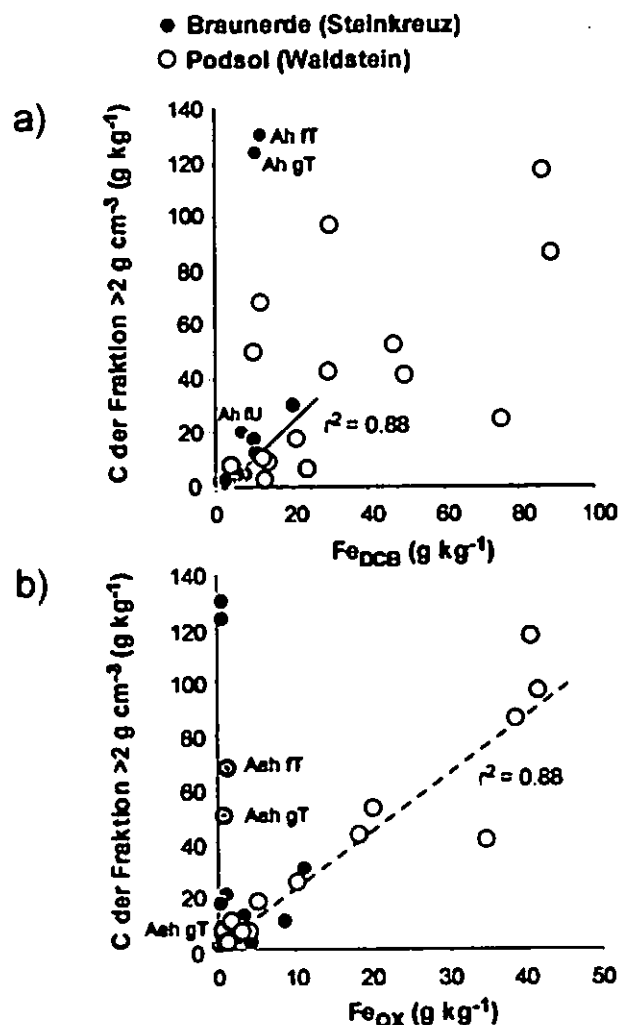 ● Braunerde (Steinkreuz)
○ Podsol (Waldstein)
a)
C der Fraktion >2 g cm⁻³ (g kg⁻¹)
140
120
100
80
60
40
20
0
Ah fT
Ah gT
Ah fU
r² = 0.88
0 20 40 60 80 100
Fe_DCB (g kg⁻¹)
b)
C der Fraktion >2 g cm⁻³ (g kg⁻¹)
140
120
100
80
60
40
20
0
Aah fT
Aah gT
Aah gT
r² = 0.88
0 10 20 30 40 50
Fe_OX (g kg⁻¹)